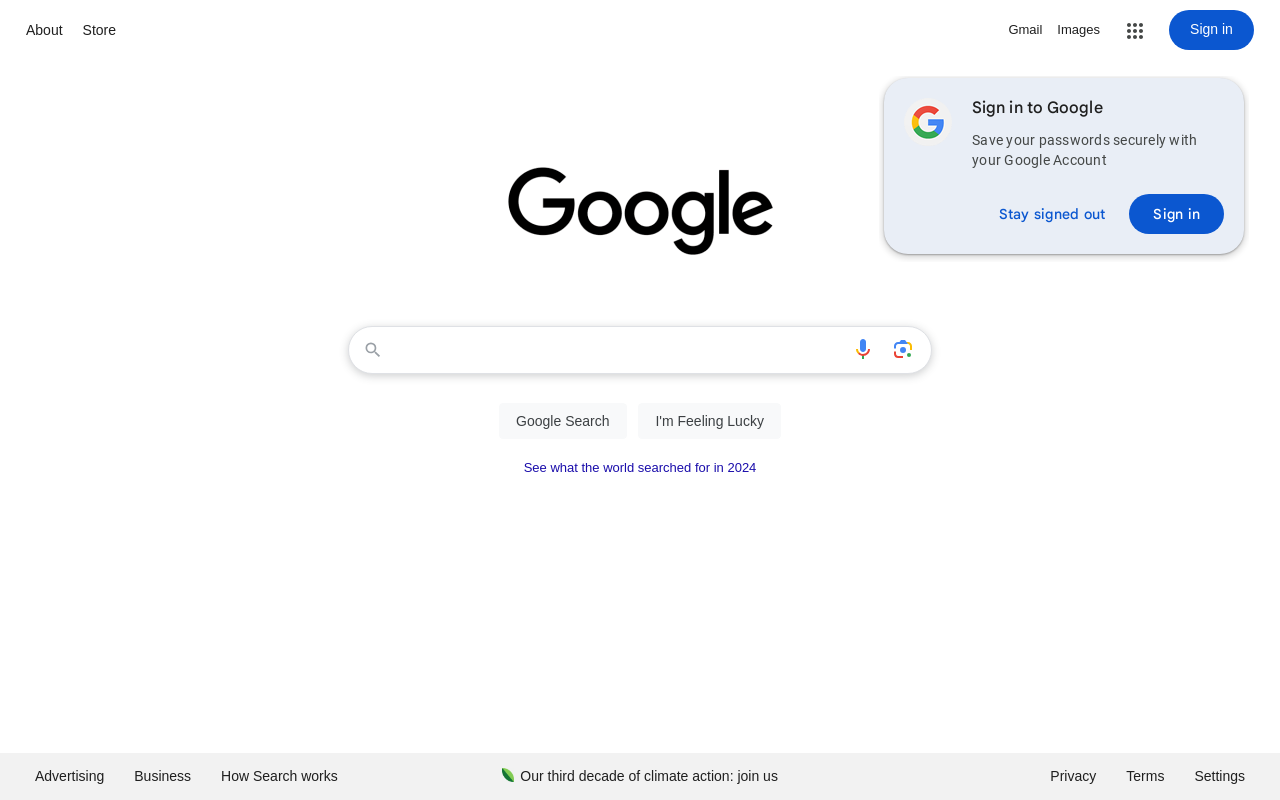 About Store Gmail Images Sign in
Sign in to Google
Save your passwords securely with
your Google Account
Stay signed out Sign in
Google
Google Search I'm Feeling Lucky
See what the world searched for in 2024
Advertising Business How Search works Our third decade of climate action: join us Privacy Terms Settings